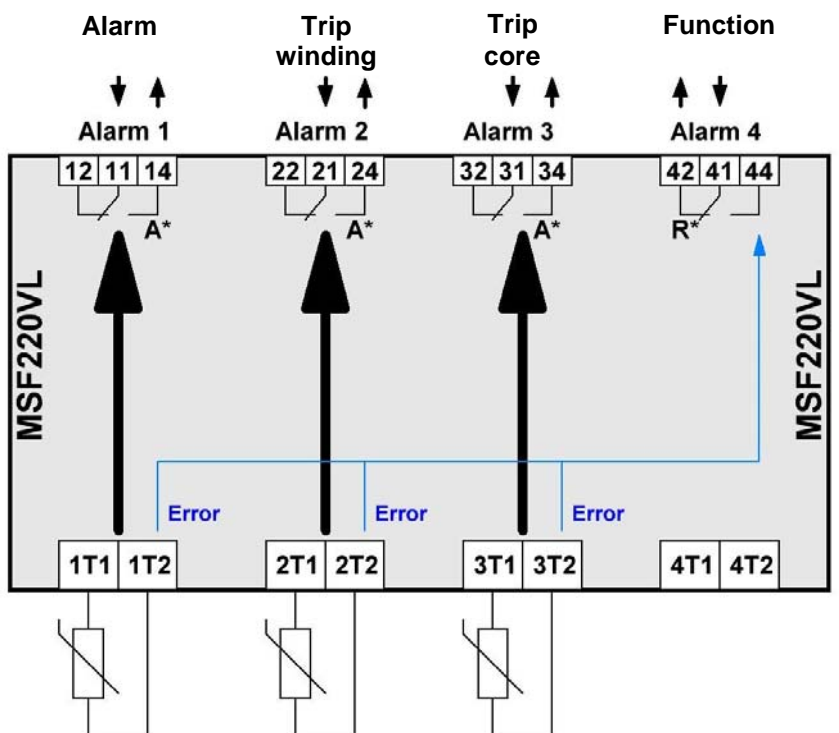 Alarm
Trip
winding
Trip
core
Function
Alarm 1
Alarm 2
Alarm 3
Alarm 4
12 11 14
22 21 24
32 31 34
42 41 44
A*
A*
A*
R*
MSF220VL
MSF220VL
Error
Error
Error
1T1 1T2
2T1 2T2
3T1 3T2
4T1 4T2